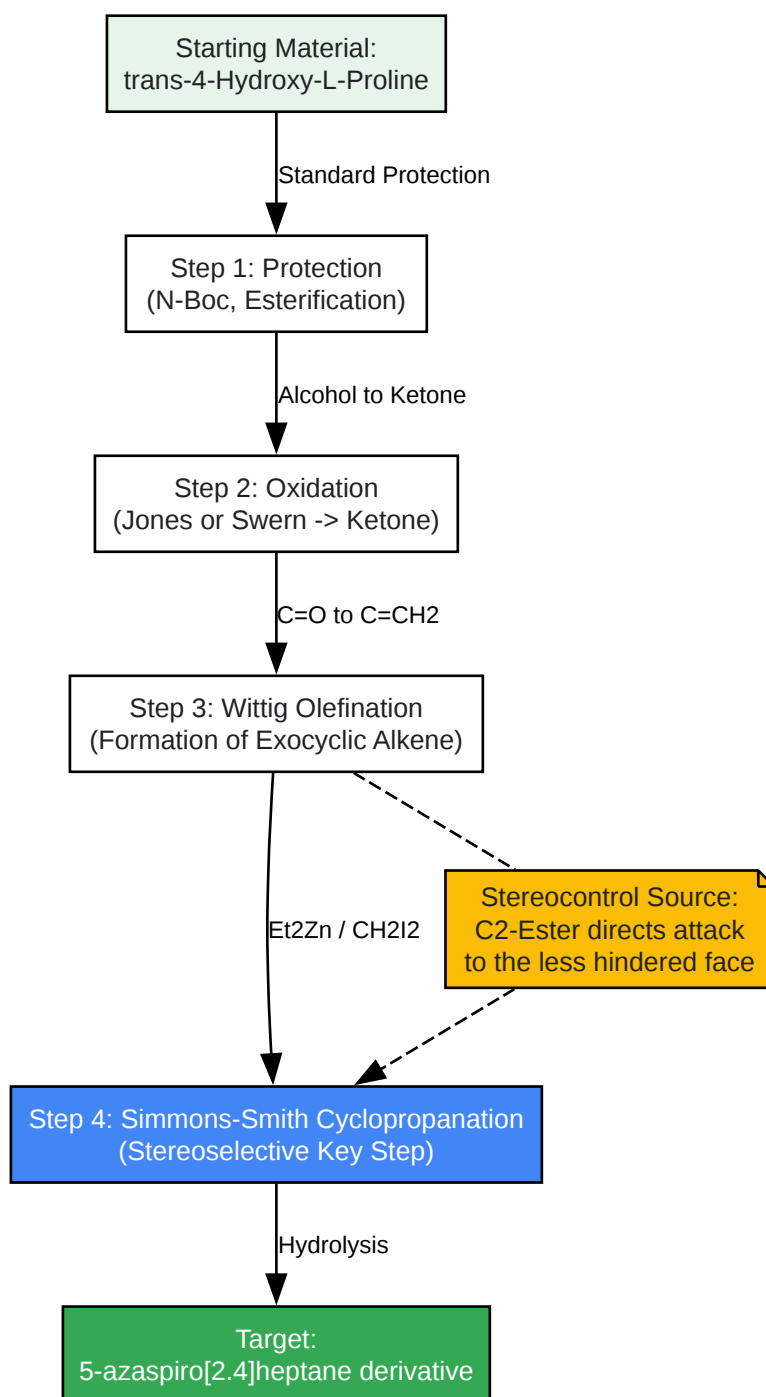 Starting Material:
trans-4-Hydroxy-L-Proline
Standard Protection
Step 1: Protection
(N-Boc, Esterification)
Alcohol to Ketone
Step 2: Oxidation
(Jones or Swern -> Ketone)
C=O to C=CH2
Step 3: Wittig Olefination
(Formation of Exocyclic Alkene)
Et2Zn / CH2I2
Stereocontrol Source:
C2-Ester directs attack
to the less hindered face
Step 4: Simmons-Smith Cyclopropanation
(Stereoselective Key Step)
Hydrolysis
Target:
5-azaspiro[2.4]heptane derivative